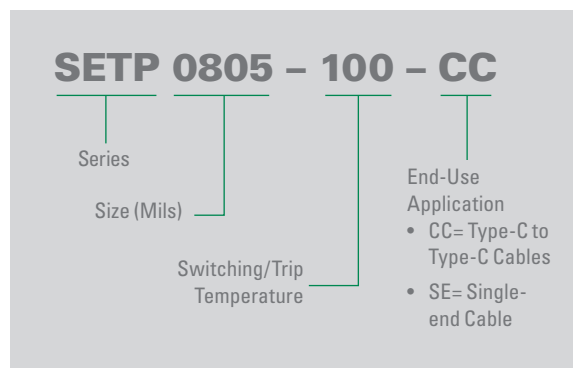 SETP 0805 – 100 – CC
Series
Size (Mils)
Switching/Trip
Temperature
End-Use
Application
• CC= Type-C to
Type-C Cables
• SE= Single-
end Cable